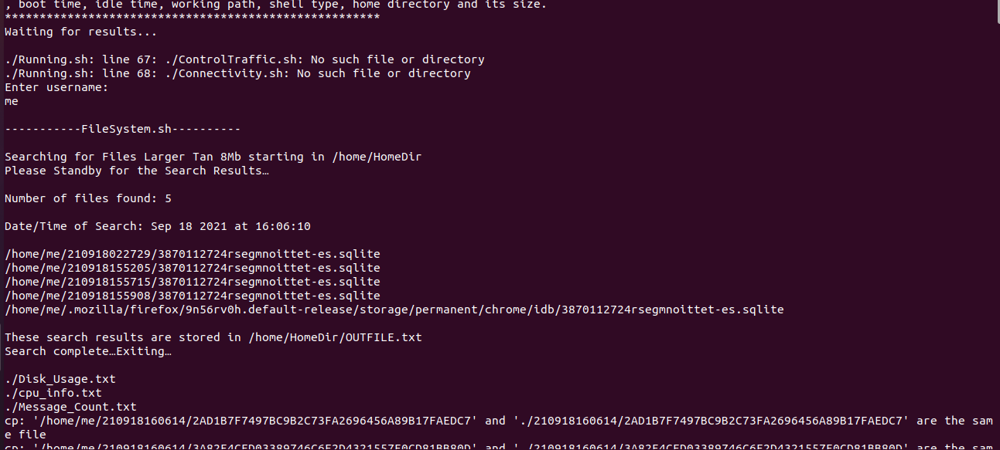 , boot time, idle time, working path, shell type, home directory and its size.
******************************************************
Waiting for results...
./Running.sh: line 67: ./ControlTraffic.sh: No such file or directory
./Running.sh: line 68: ./Connectivity.sh: No such file or directory
Enter username:
me
-----------FileSystem.sh----------
Searching for Files Larger Tan 8Mb starting in /home/HomeDir
Please Standby for the Search Results…
Number of files found: 5
Date/Time of Search: Sep 18 2021 at 16:06:10
/home/me/210918022729/3870112724rsegmnoittet-es.sqlite
/home/me/210918155205/3870112724rsegmnoittet-es.sqlite
/home/me/210918155715/3870112724rsegmnoittet-es.sqlite
/home/me/210918155908/3870112724rsegmnoittet-es.sqlite
/home/me/.mozilla/firefox/9n56rv0h.default-release/storage/permanent/chrome/idb/3870112724rsegmnoittet-es.sqlite
These search results are stored in /home/HomeDir/OUTFILE.txt
Search complete…Exiting…
./Disk_Usage.txt
./cpu_info.txt
./Message_Count.txt
cp: '/home/me/210918160614/2AD1B7F7497BC9B2C73FA2696456A89B17FAEDC7' and './210918160614/2AD1B7F7497BC9B2C73FA2696456A89B17FAEDC7' are the sam
e file
cp: '/home/me/210918160614/3A82F4CED03389746C6F2D4321557F0CD81BB80D' and './210918160614/3A82F4CED03389746C6F2D4321557F0CD81BB80D' are the sam